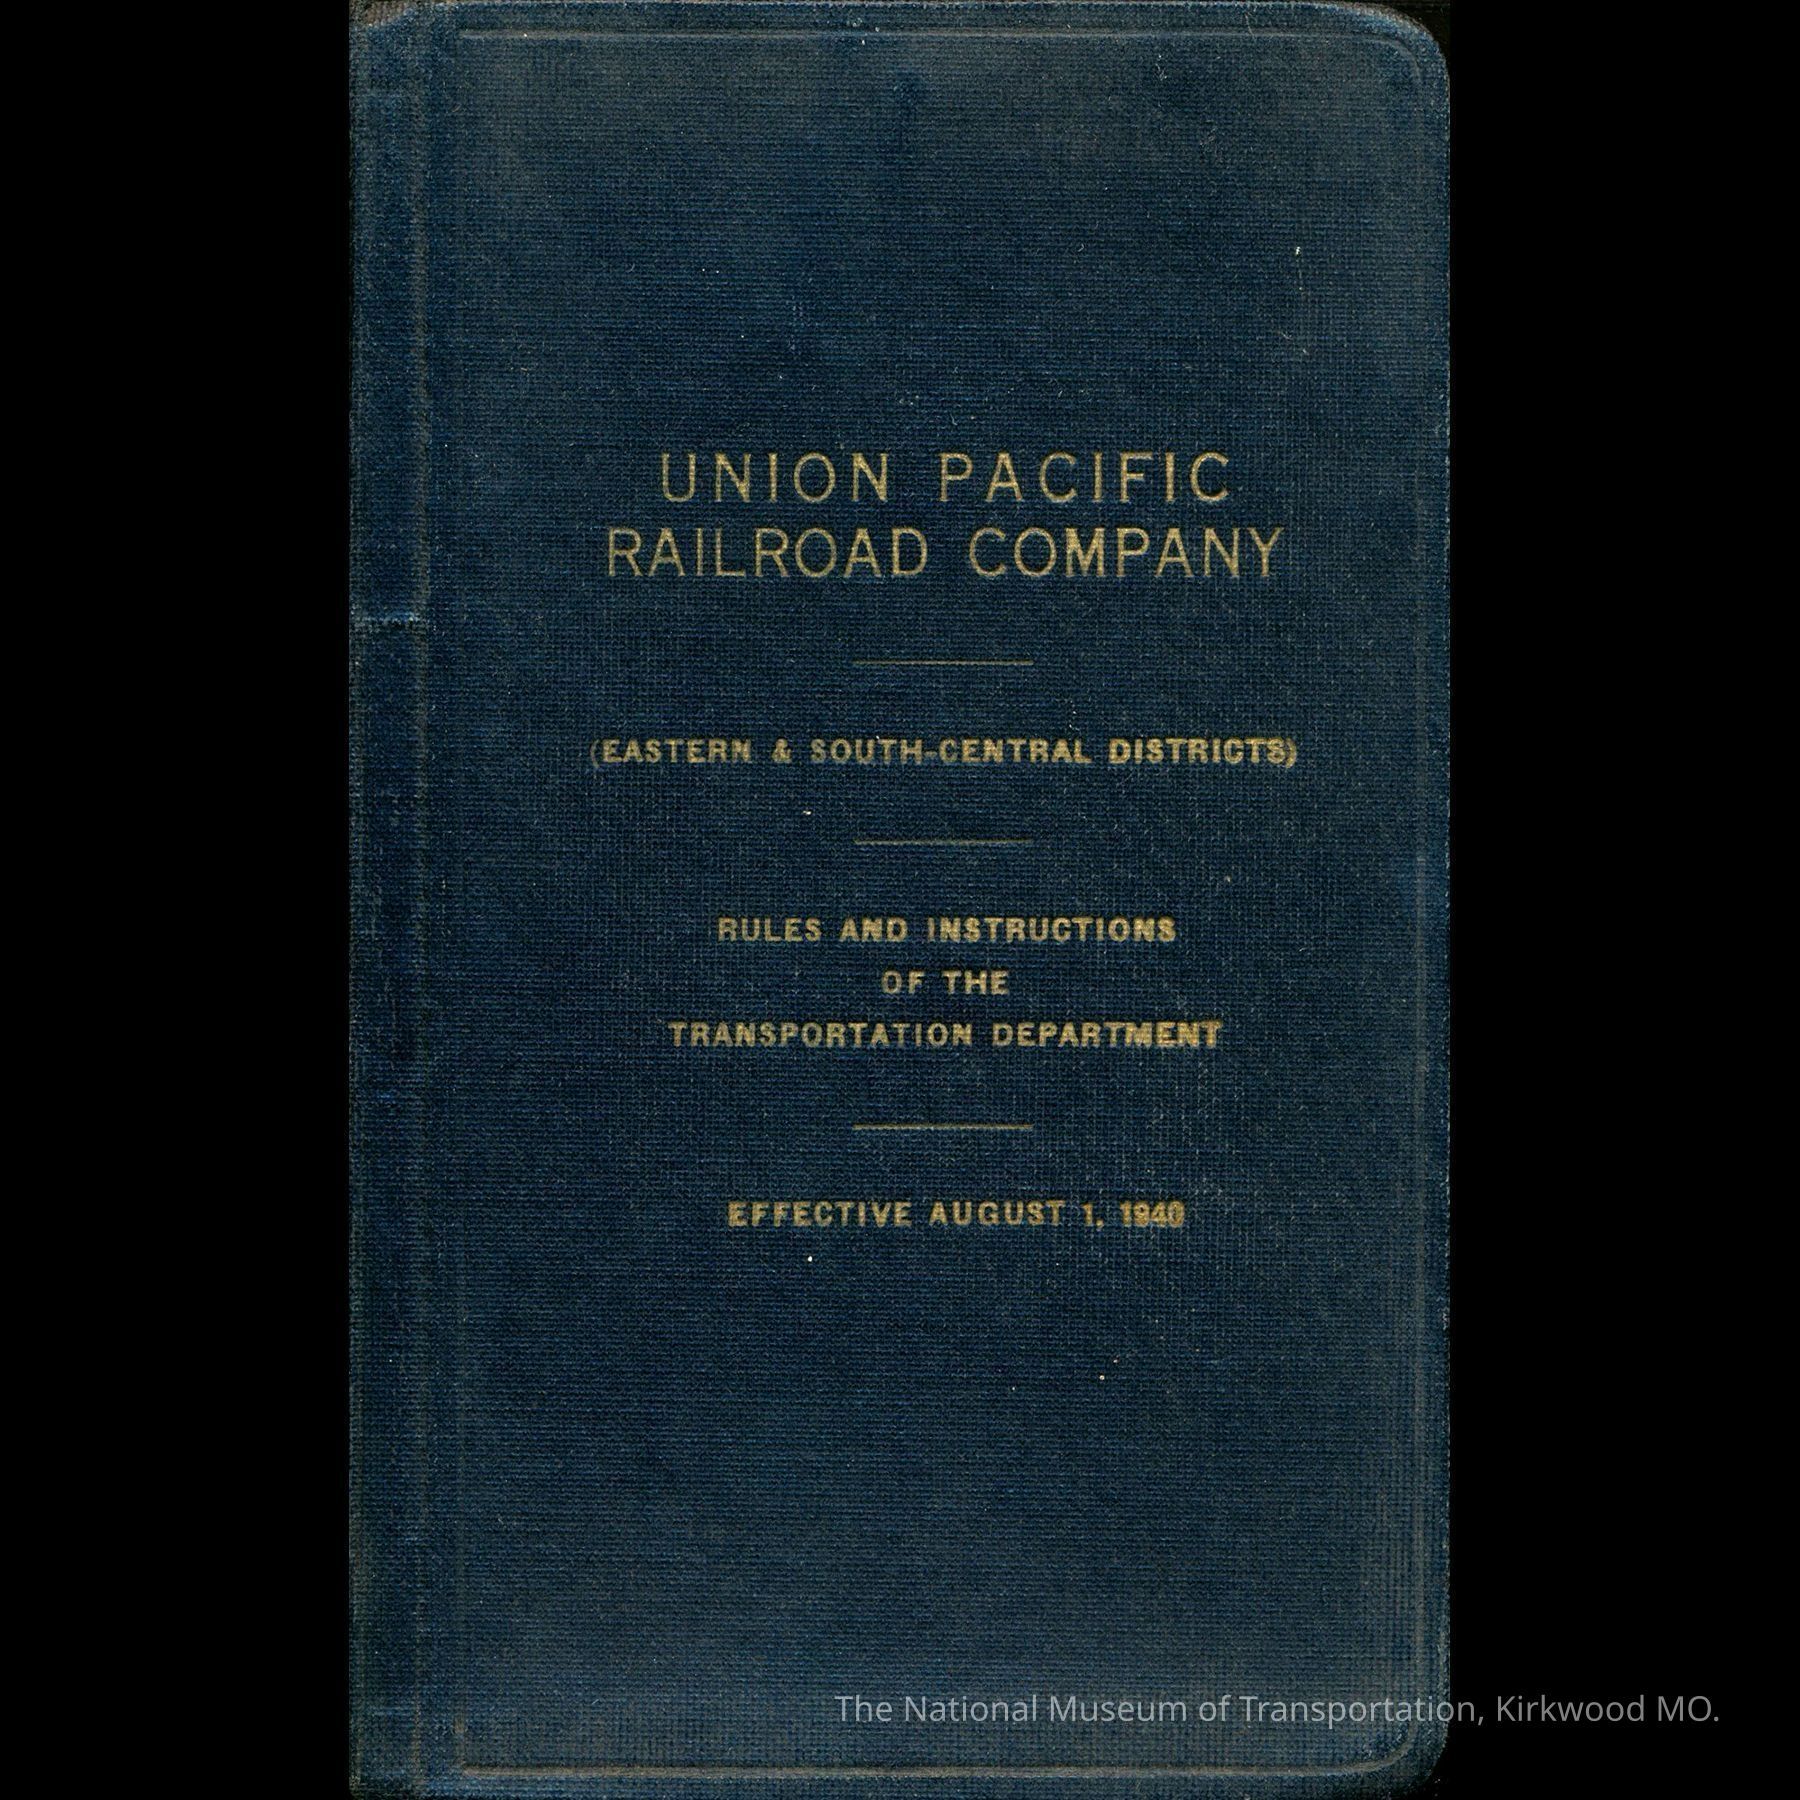 UNION PACIFIC
RAILROAD COMPANY
(EASTERN & SOUTH-CENTRAL DISTRICTS)
RULES AND INSTRUCTIONS
OF THE
TRANSPORTATION DEPARTMENT
EFFECTIVE AUGUST 1, 1940
The National Museum of Transportation, Kirkwood MO.